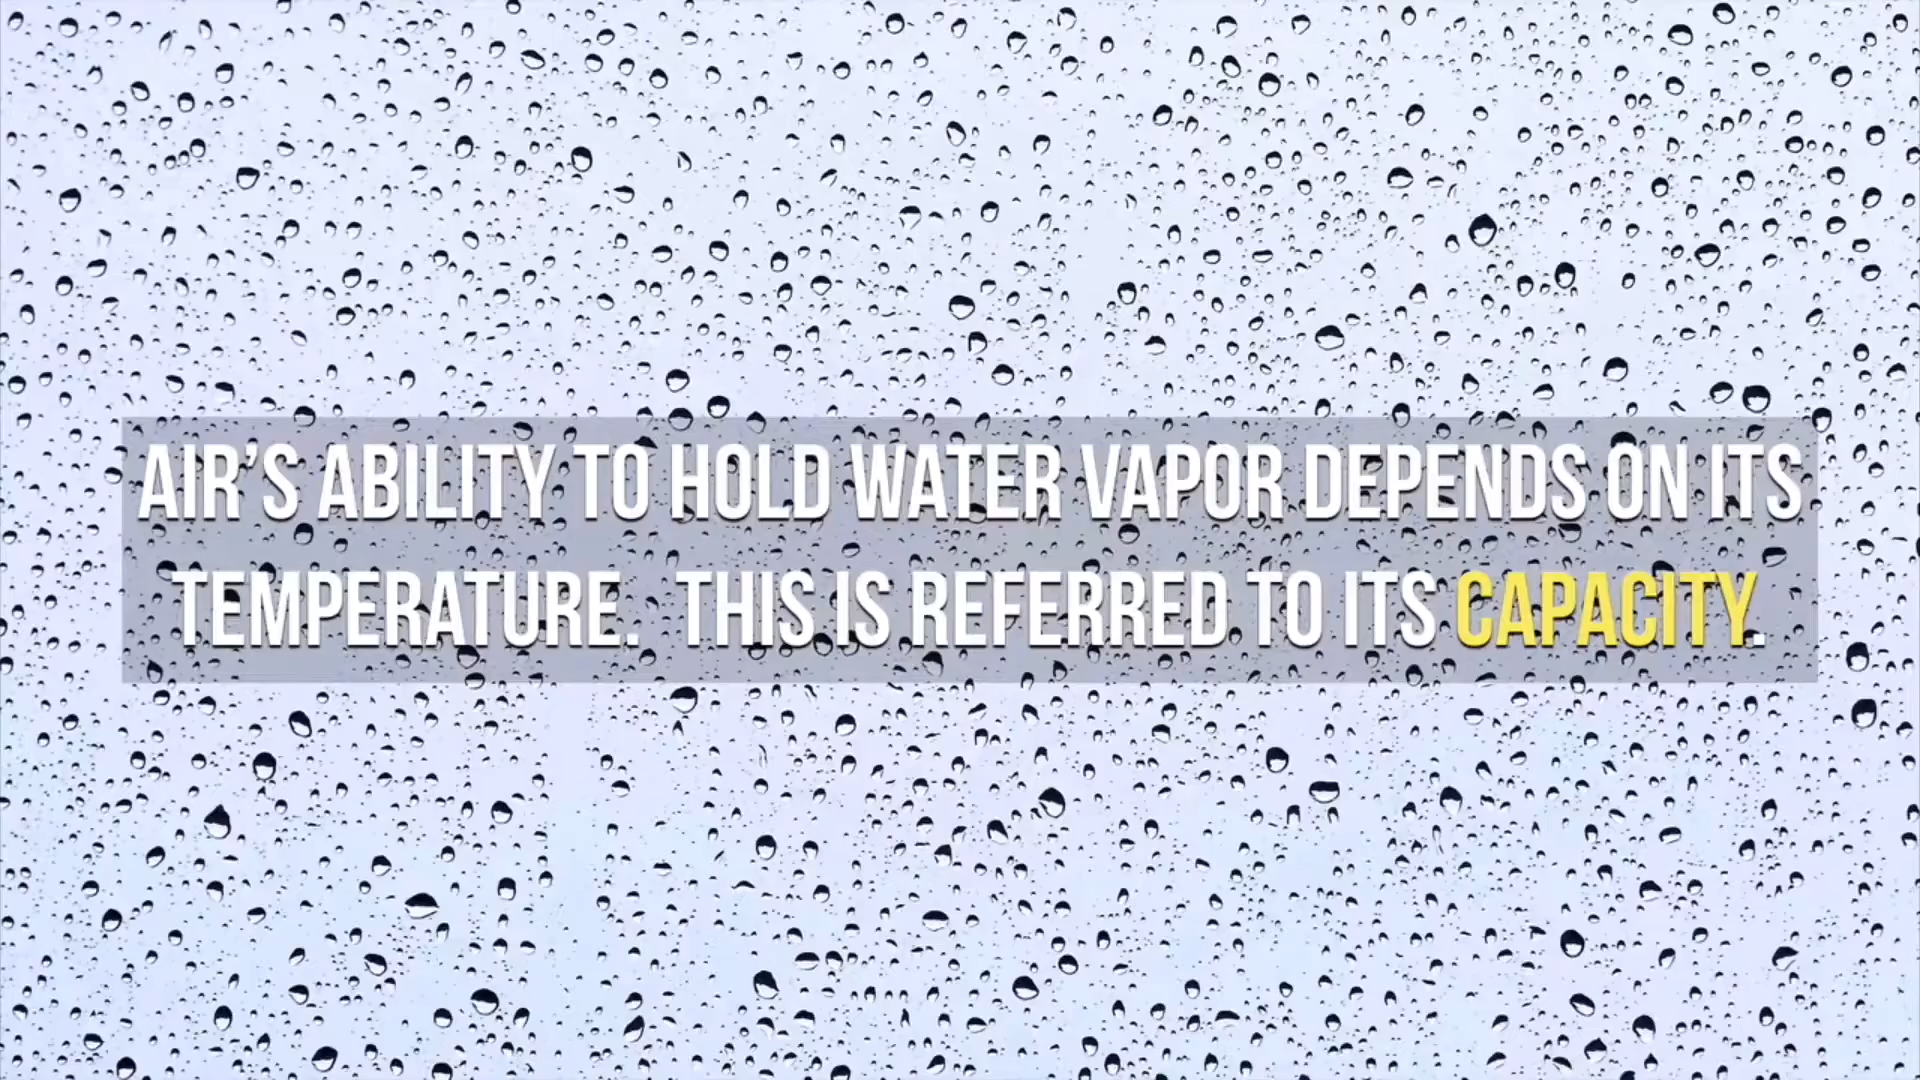 AIR'S ABILITY TO HOLD WATER VAPOR DEPENDS ON ITS
TEMPERATURE. THIS IS REFERRED TO ITS CAPACITY.